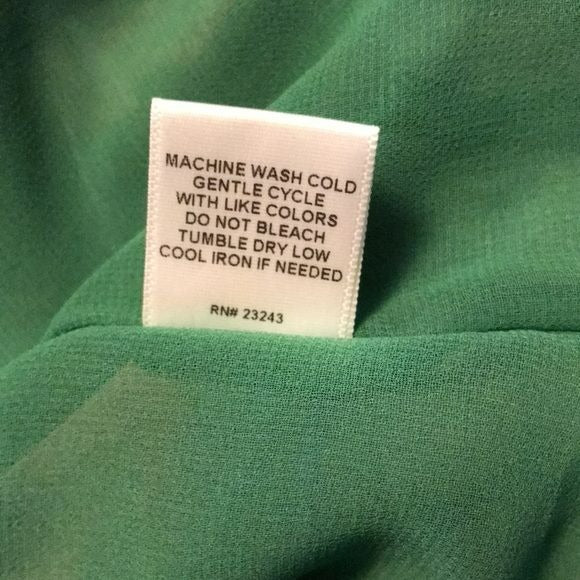 MACHINE WASH COLD
GENTLE CYCLE
WITH LIKE COLORS
DO NOT BLEACH
TUMBLE DRY LOW
COOL IRON IF NEEDED
RN# 23243